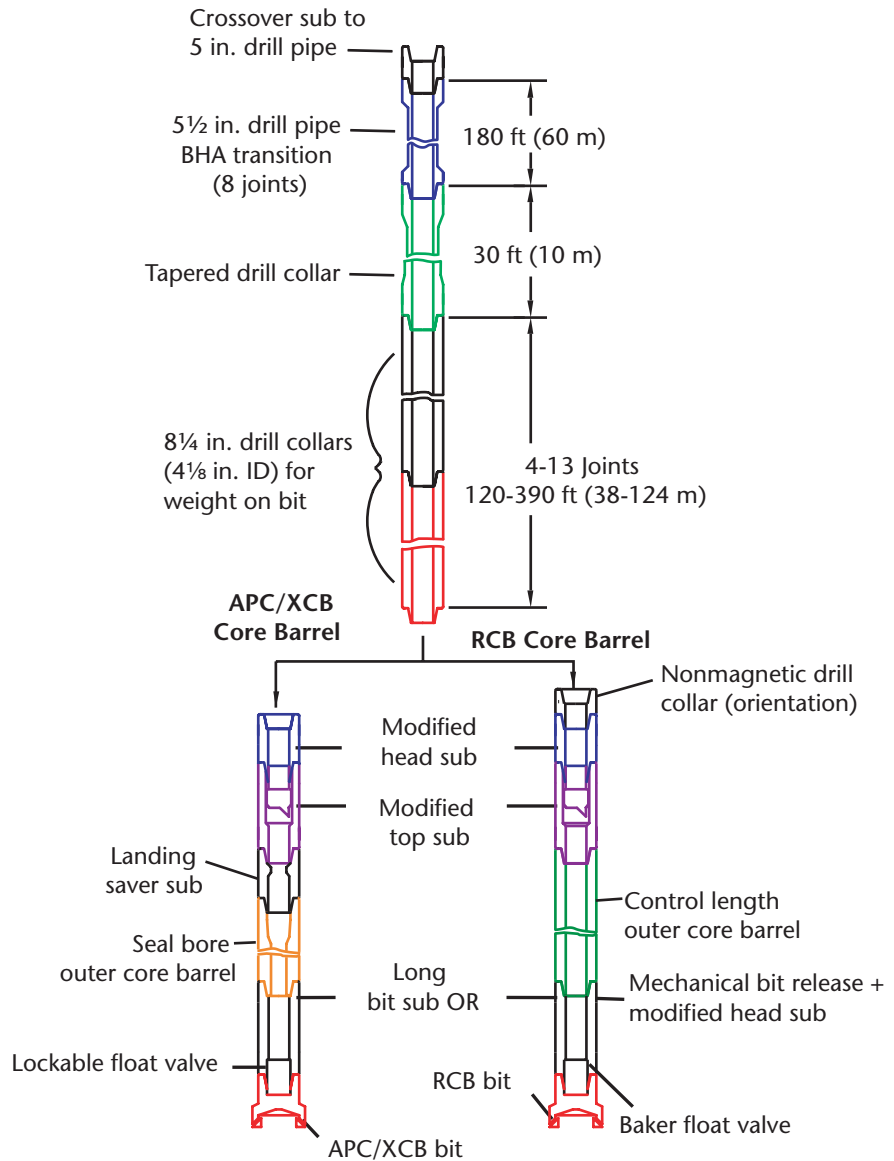 Crossover sub to
5 in. drill pipe
5½ in. drill pipe
BHA transition
(8 joints)
180 ft (60 m)
30 ft (10 m)
Tapered drill collar
8¼ in. drill collars
(4⅛ in. ID) for
weight on bit
4-13 Joints
120-390 ft (38-124 m)
APC/XCB
Core Barrel
RCB Core Barrel
Nonmagnetic drill
collar (orientation)
Modified
head sub
Modified
top sub
Landing
saver sub
Control length
outer core barrel
Seal bore
outer core barrel
Long
bit sub OR
Mechanical bit release +
modified head sub
Lockable float valve
RCB bit
Baker float valve
APC/XCB bit